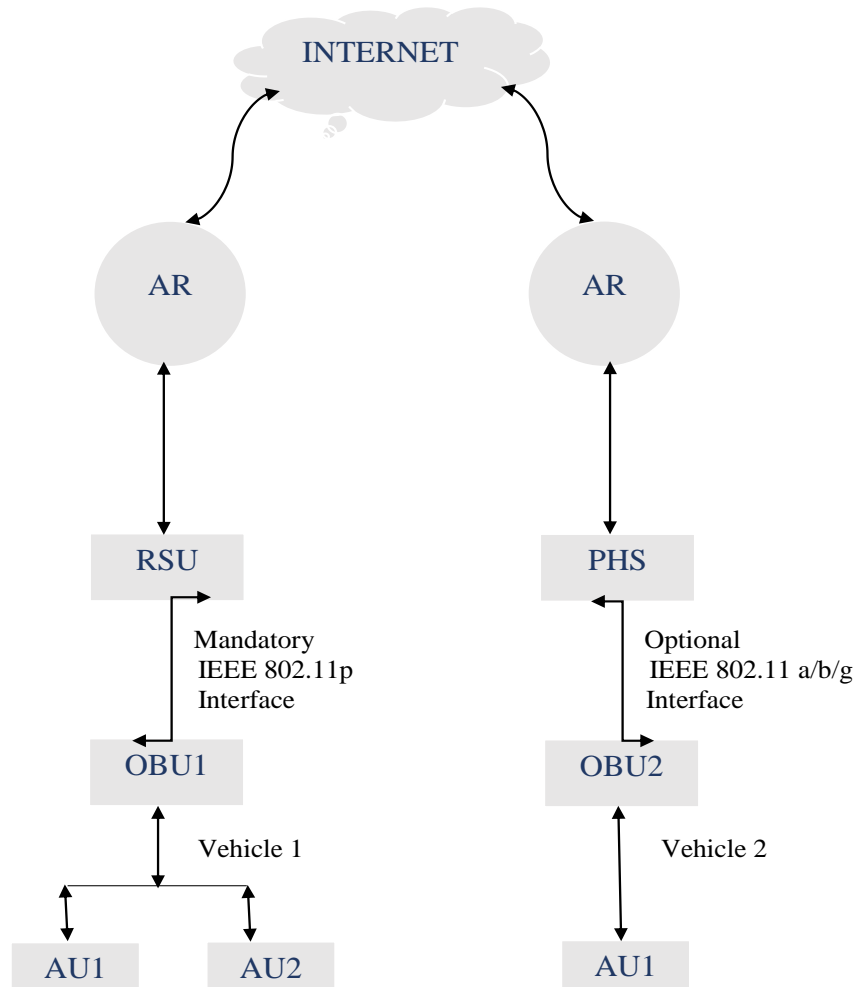 INTERNET
AR
AR
RSU
PHS
Mandatory
IEEE 802.11p
Interface
Optional
IEEE 802.11 a/b/g
Interface
OBU1
OBU2
Vehicle 1
Vehicle 2
AU1
AU2
AU1